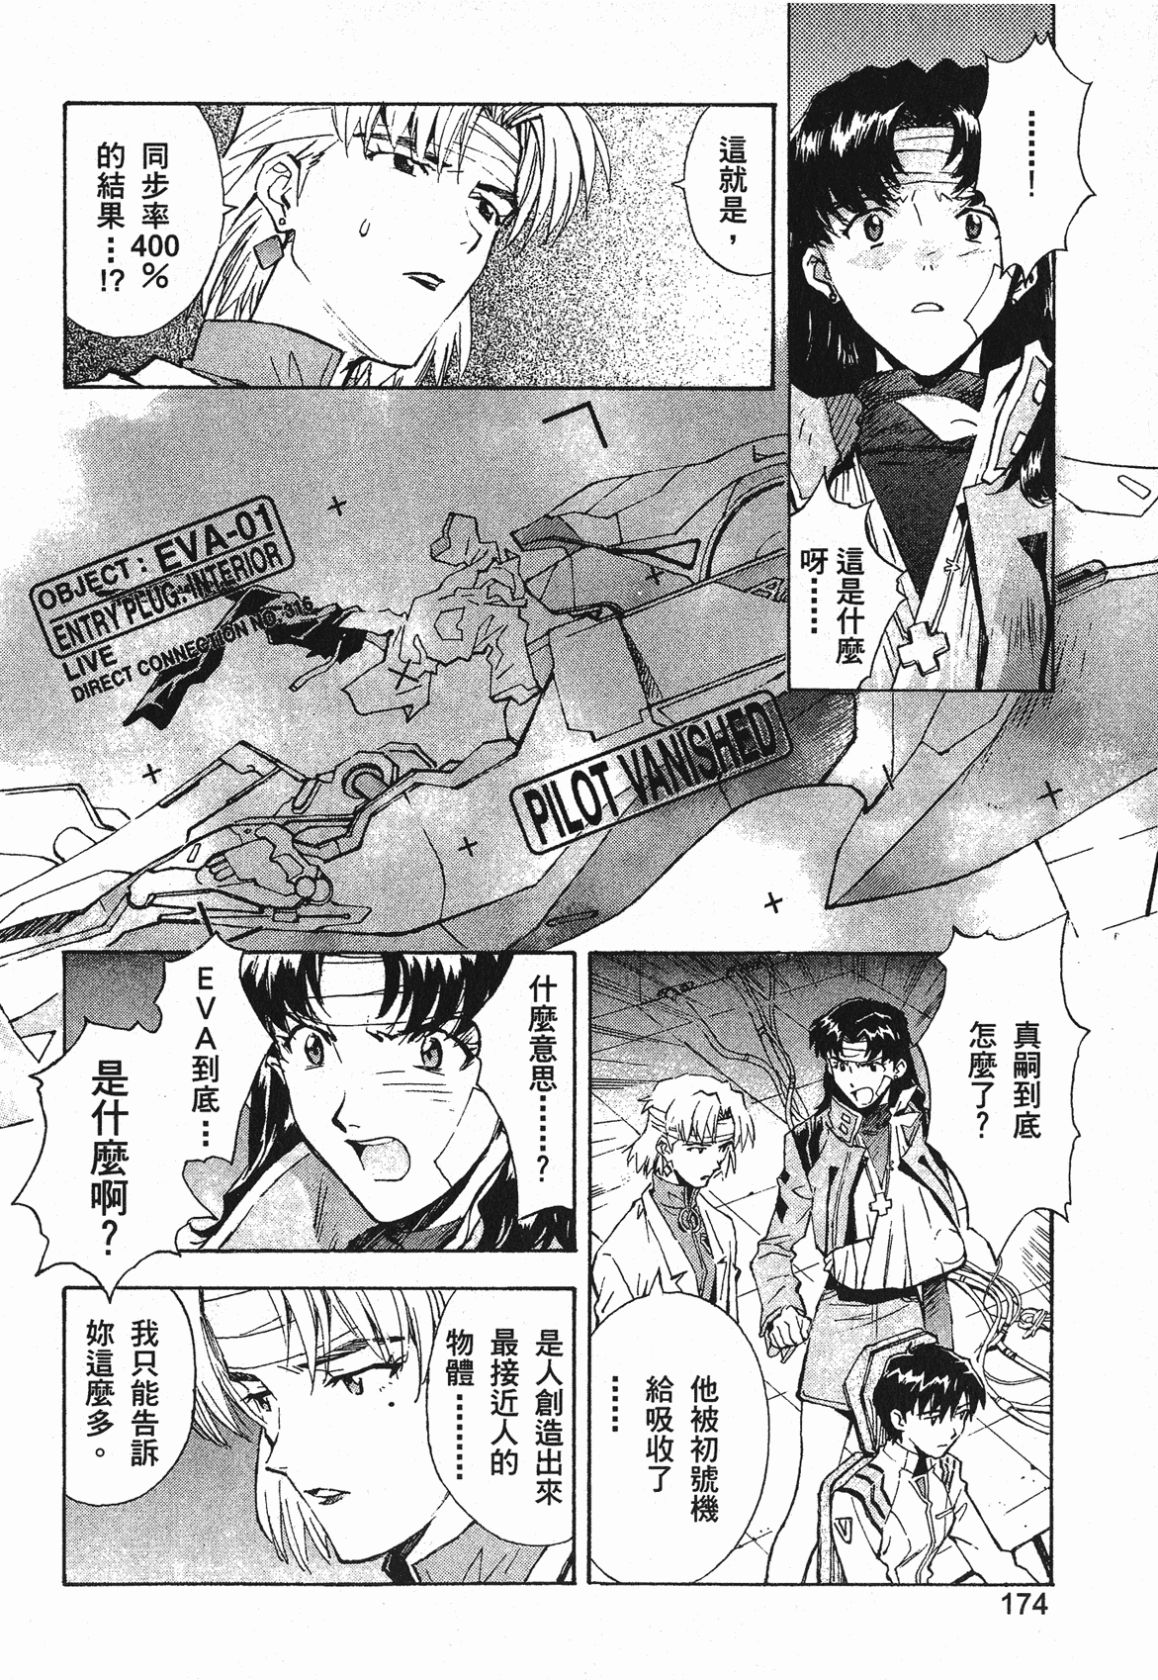 ……!
這是什麼
呀……
這就是，
同步率
400%
的結果…!?
OBJECT : EVA-01
ENTRY PLUG:-INTERIOR
LIVE
DIRECT CONNECTION NO.:316
PILOT VANISHED
真嗣到底
怎麼了?
他被初號機
給吸收了
……
什麼意思……?
EVA到底…
是什麼啊?
是人創造出來
最接近人的
物體……
我只能告訴
妳這麼多。
174